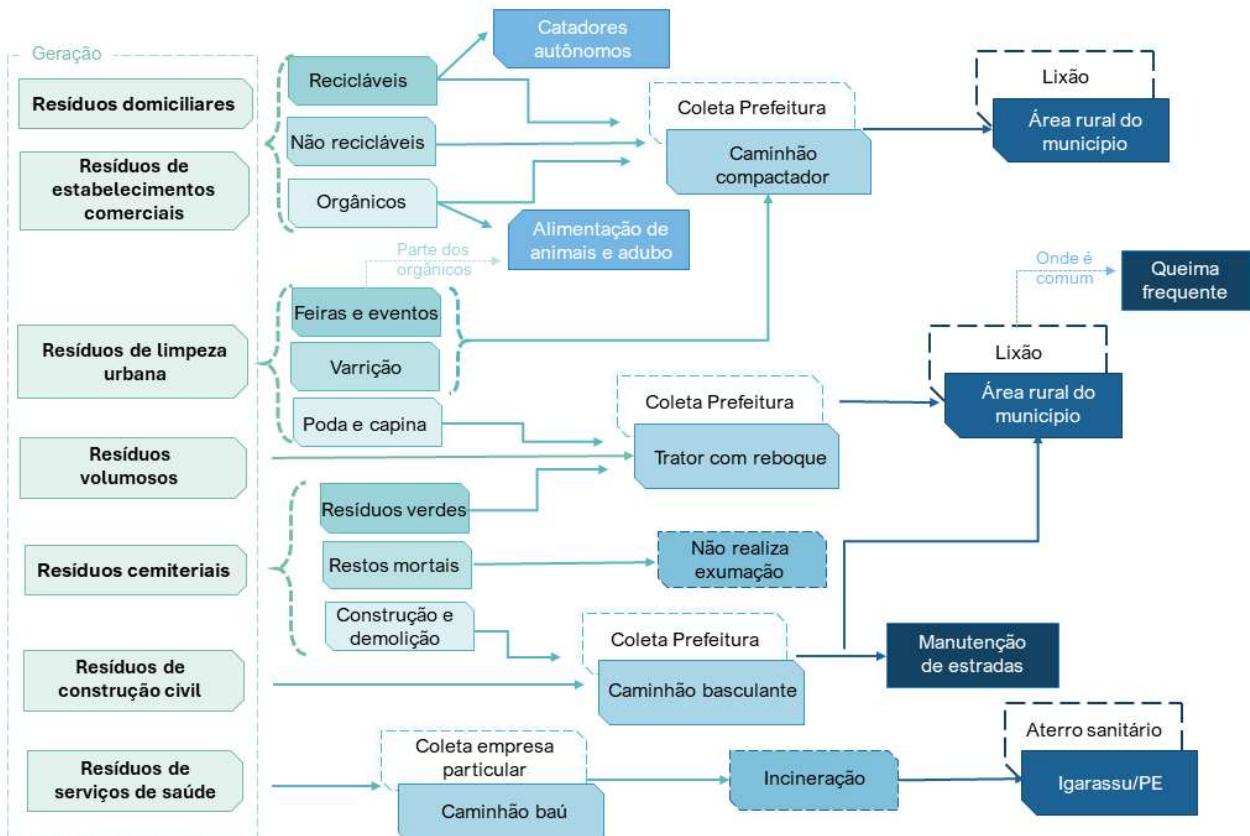 Geração
Resíduos domiciliares
Resíduos de
estabelecimentos
comerciais
Resíduos de limpeza
urbana
Resíduos
volumosos
Resíduos cemiteriais
Resíduos de
construção civil
Resíduos de
serviços de saúde
Recicláveis
Não recicláveis
Orgânicos
Catadores
autônomos
Alimentação de
animais e adubo
Parte dos
orgânicos
Coleta Prefeitura
Caminhão
compactador
Lixão
Área rural do
município
Feiras e eventos
Varrição
Poda e capina
Coleta Prefeitura
Trator com reboque
Lixão
Área rural do
município
Onde é
comum
Queima
frequente
Resíduos verdes
Restos mortais
Construção e
demolição
Não realiza
exumação
Coleta Prefeitura
Caminhão basculante
Manutenção
de estradas
Coleta empresa
particular
Caminhão baú
Incineração
Aterro sanitário
Igarassu/PE